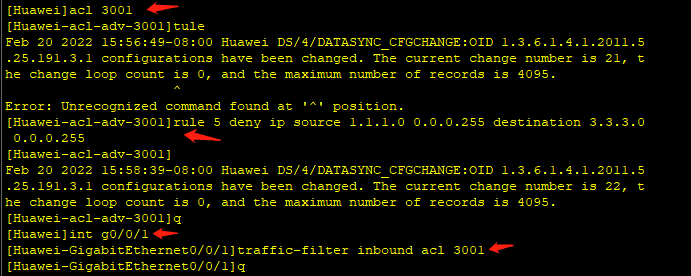 [Huawei]acl 3001
[Huawei-acl-adv-3001]tule
Feb 20 2022 15:56:49-08:00 Huawei DS/4/DATASYNC_CFGCHANGE:OID 1.3.6.1.4.1.2011.5
.25.191.3.1 configurations have been changed. The current change number is 21, t
he change loop count is 0, and the maximum number of records is 4095.
^
Error: Unrecognized command found at '^' position.
[Huawei-acl-adv-3001]rule 5 deny ip source 1.1.1.0 0.0.0.255 destination 3.3.3.0
0.0.0.255
[Huawei-acl-adv-3001]
Feb 20 2022 15:58:39-08:00 Huawei DS/4/DATASYNC_CFGCHANGE:OID 1.3.6.1.4.1.2011.5
.25.191.3.1 configurations have been changed. The current change number is 22, t
he change loop count is 0, and the maximum number of records is 4095.
[Huawei-acl-adv-3001]q
[Huawei]int g0/0/1
[Huawei-GigabitEthernet0/0/1]traffic-filter inbound acl 3001
[Huawei-GigabitEthernet0/0/1]q